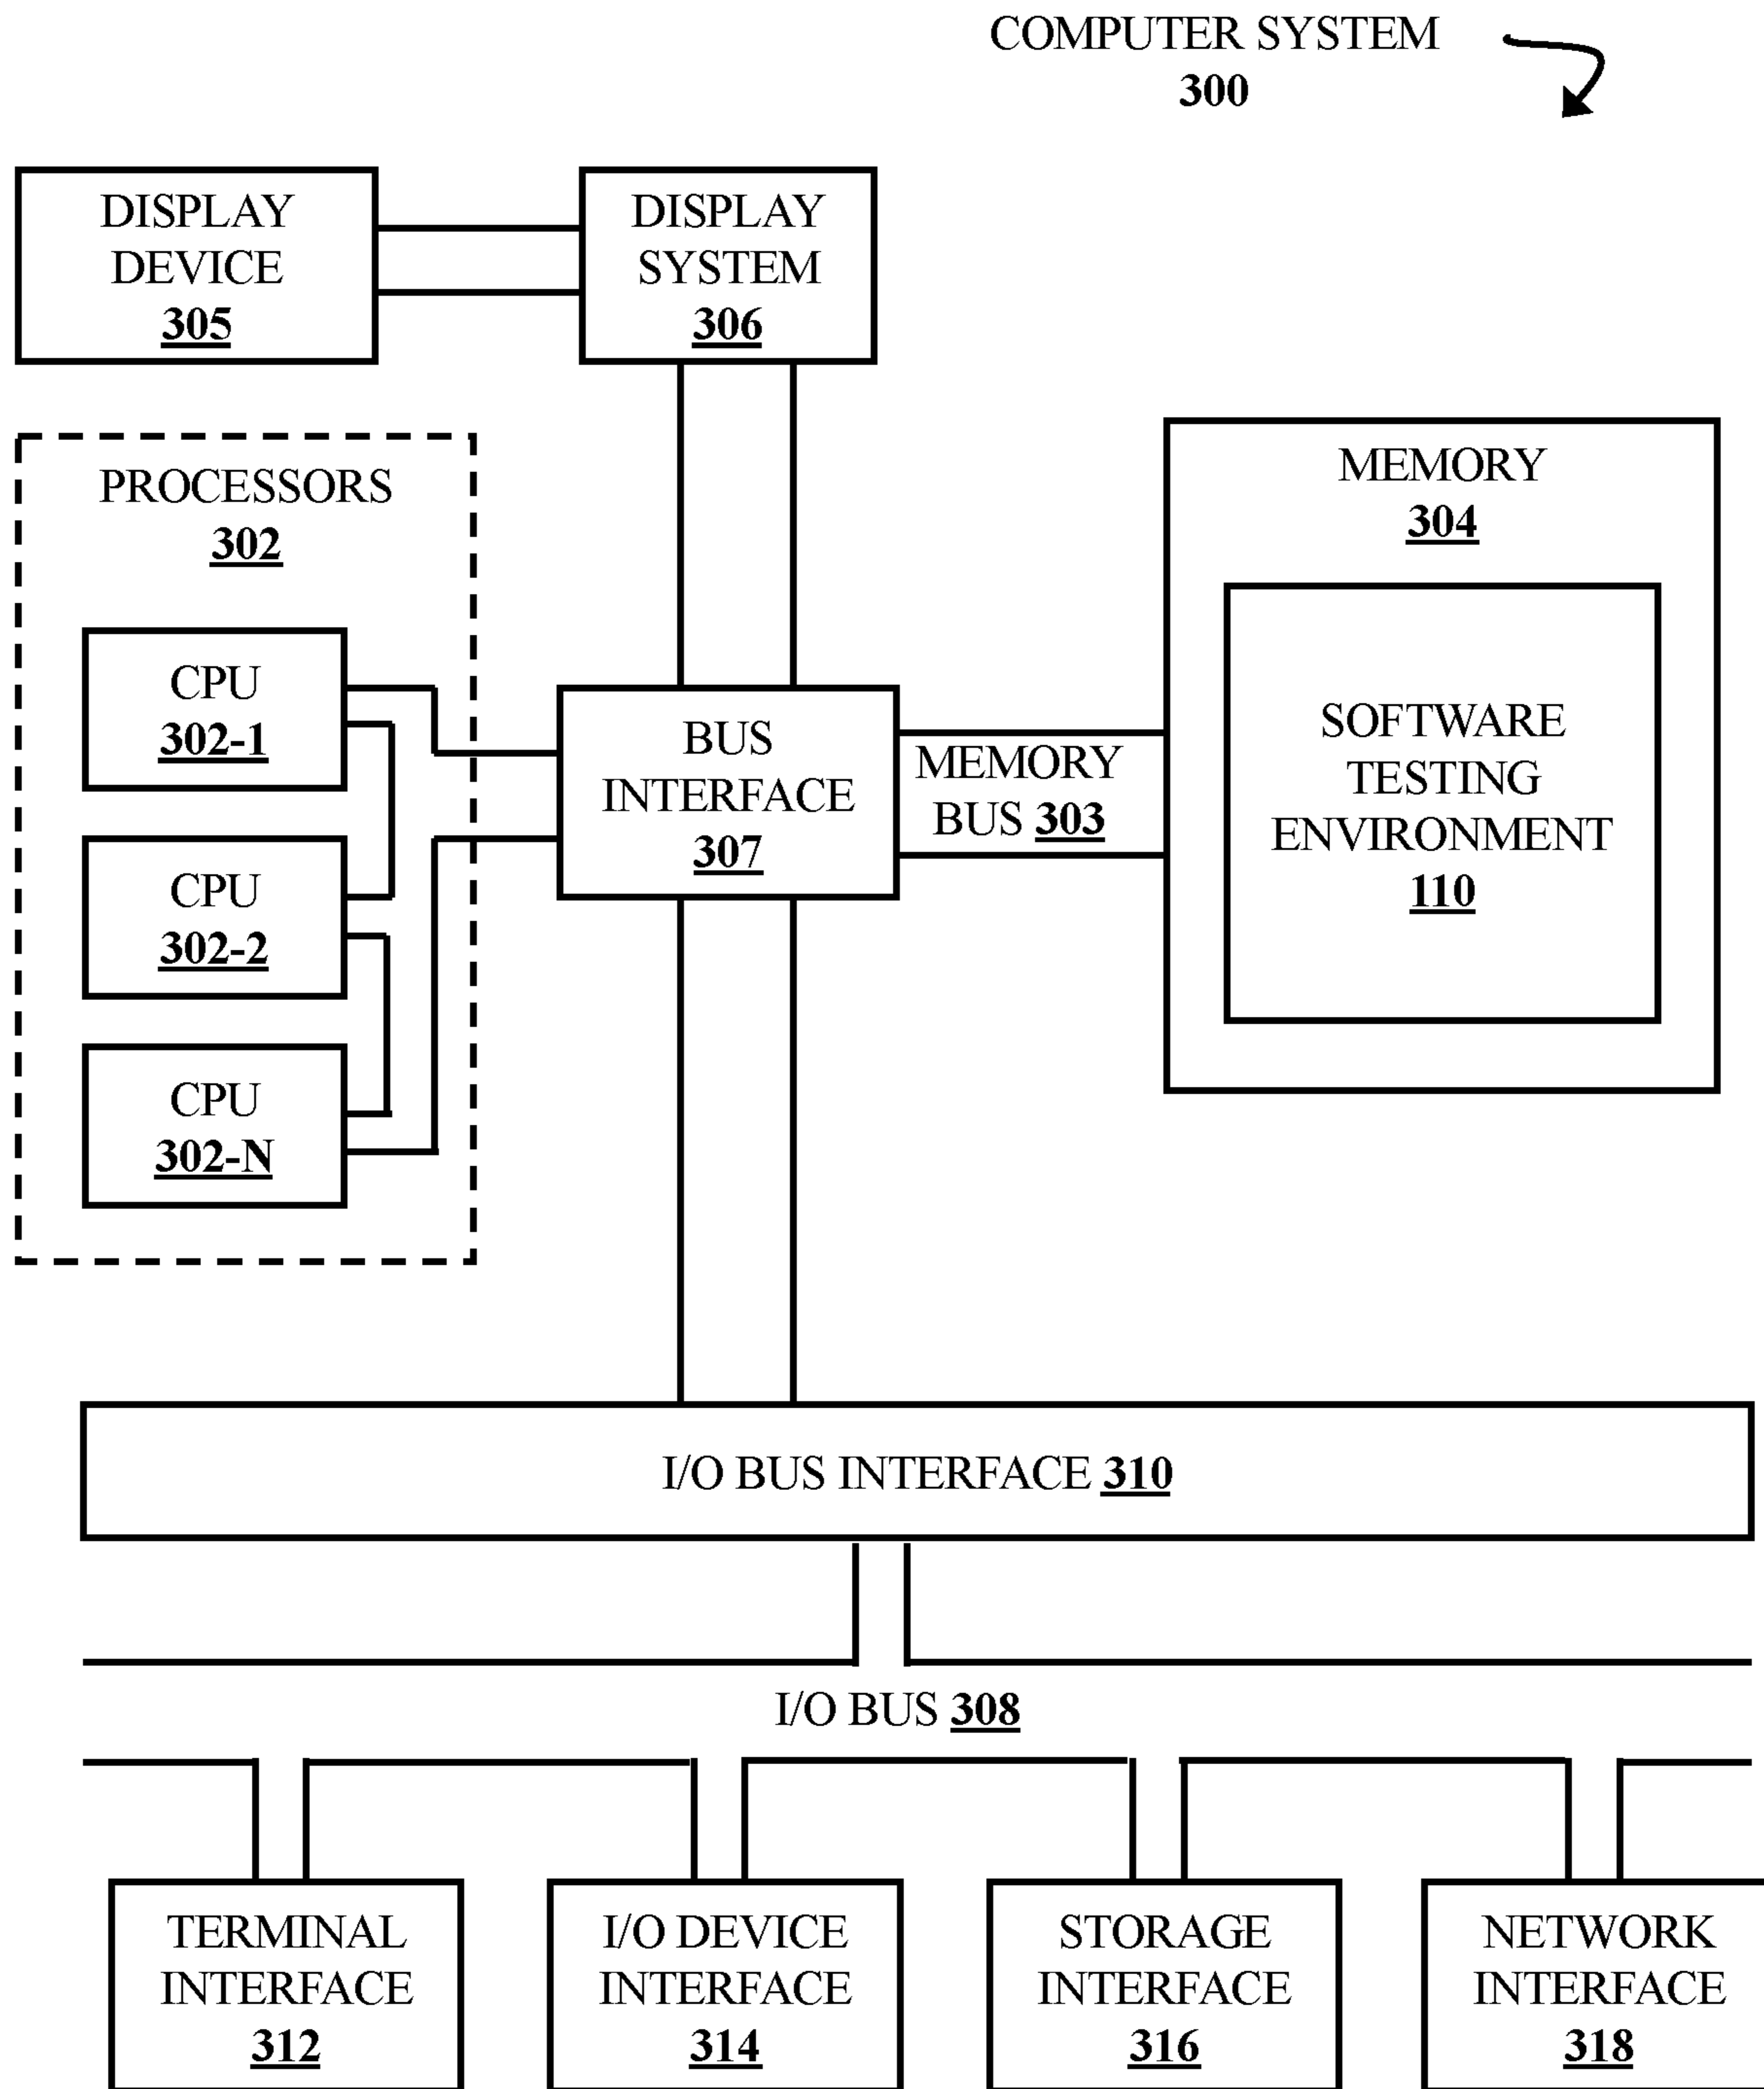 COMPUTER SYSTEM
300
DISPLAY
DEVICE
305
DISPLAY
SYSTEM
306
PROCESSORS
302
CPU
302-1
CPU
302-2
CPU
302-N
BUS
INTERFACE
307
MEMORY
BUS 303
MEMORY
304
SOFTWARE
TESTING
ENVIRONMENT
110
I/O BUS INTERFACE 310
I/O BUS 308
TERMINAL
INTERFACE
312
I/O DEVICE
INTERFACE
314
STORAGE
INTERFACE
316
NETWORK
INTERFACE
318